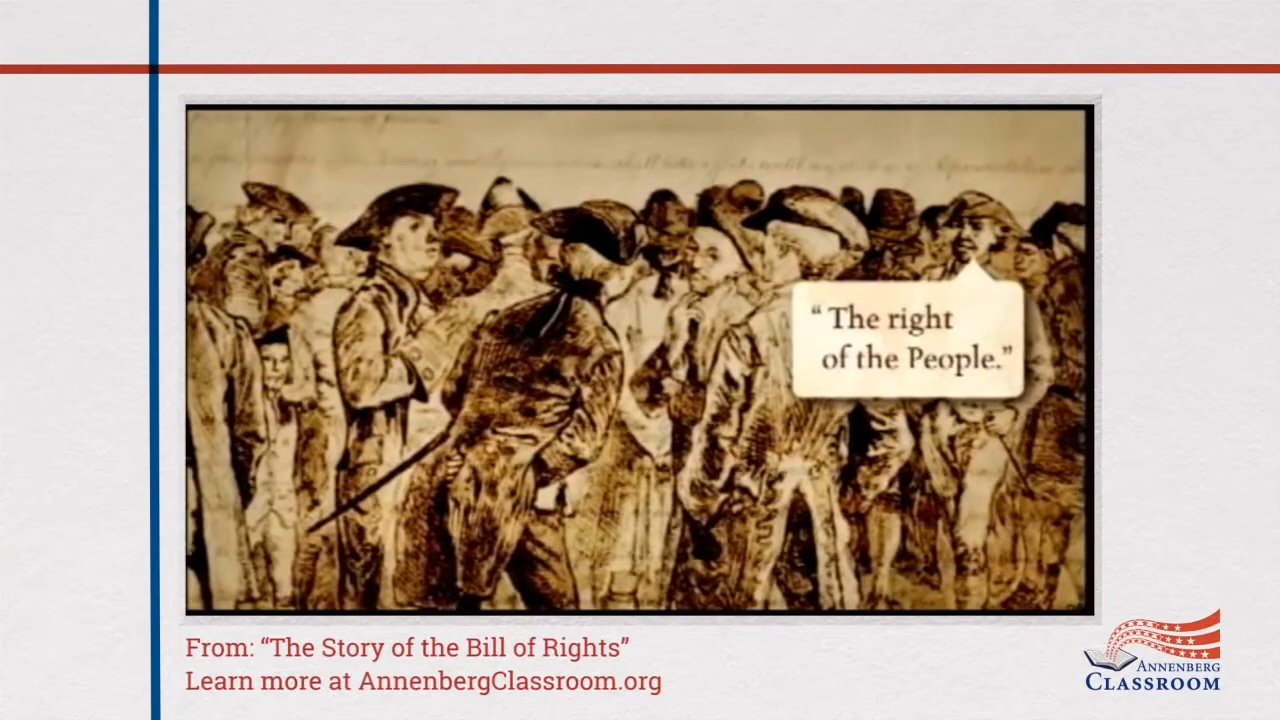 “ The right
of the People.”
From: “The Story of the Bill of Rights”
Learn more at AnnenbergClassroom.org
ANNENBERG
CLASSROOM